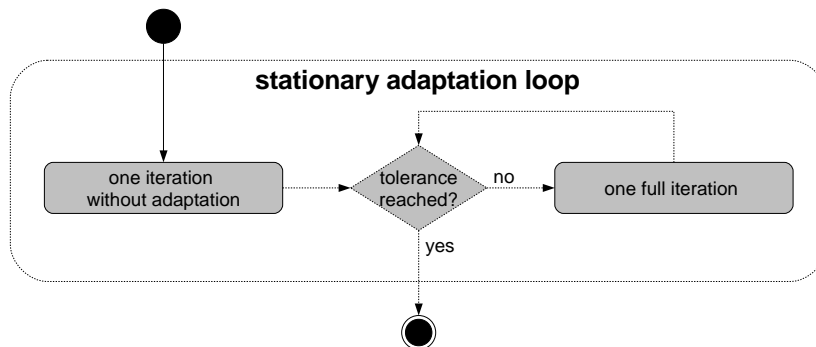 stationary adaptation loop
one iteration
without adaptation
tolerance
reached?
no
one full iteration
yes